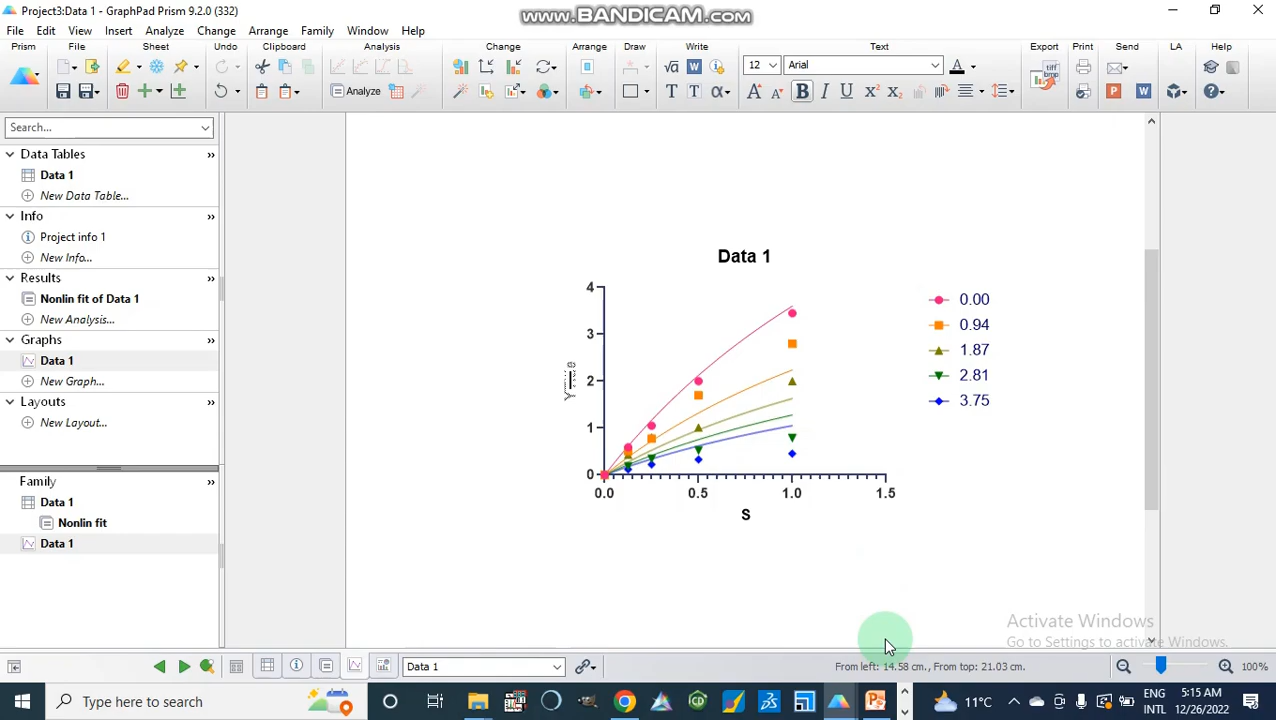 Project3:Data 1 - GraphPad Prism 9.2.0 (332)
www.BANDICAM.com
File Edit View Insert Analyze Change Arrange Family Window Help
Prism File Sheet Undo Clipboard Analysis Change Arrange Draw Write Text Export Print Send LA Help
12 Arial
Analyze
tiff
bmp
Search...
Data Tables
Data 1
New Data Table...
Info
Project info 1
New Info...
Results
Nonlin fit of Data 1
New Analysis...
Graphs
Data 1
New Graph...
Layouts
New Layout...
Family
Data 1
Nonlin fit
Data 1
Data 1
4
3
2
1
0
0.0 0.5 1.0 1.5
S
0.00
0.94
1.87
2.81
3.75
Activate Windows
Go to Settings to activate Windows.
Data 1
From left: 14.58 cm., From top: 21.03 cm.
100%
Type here to search
11°C
ENG
INTL
5:15 AM
12/26/2022